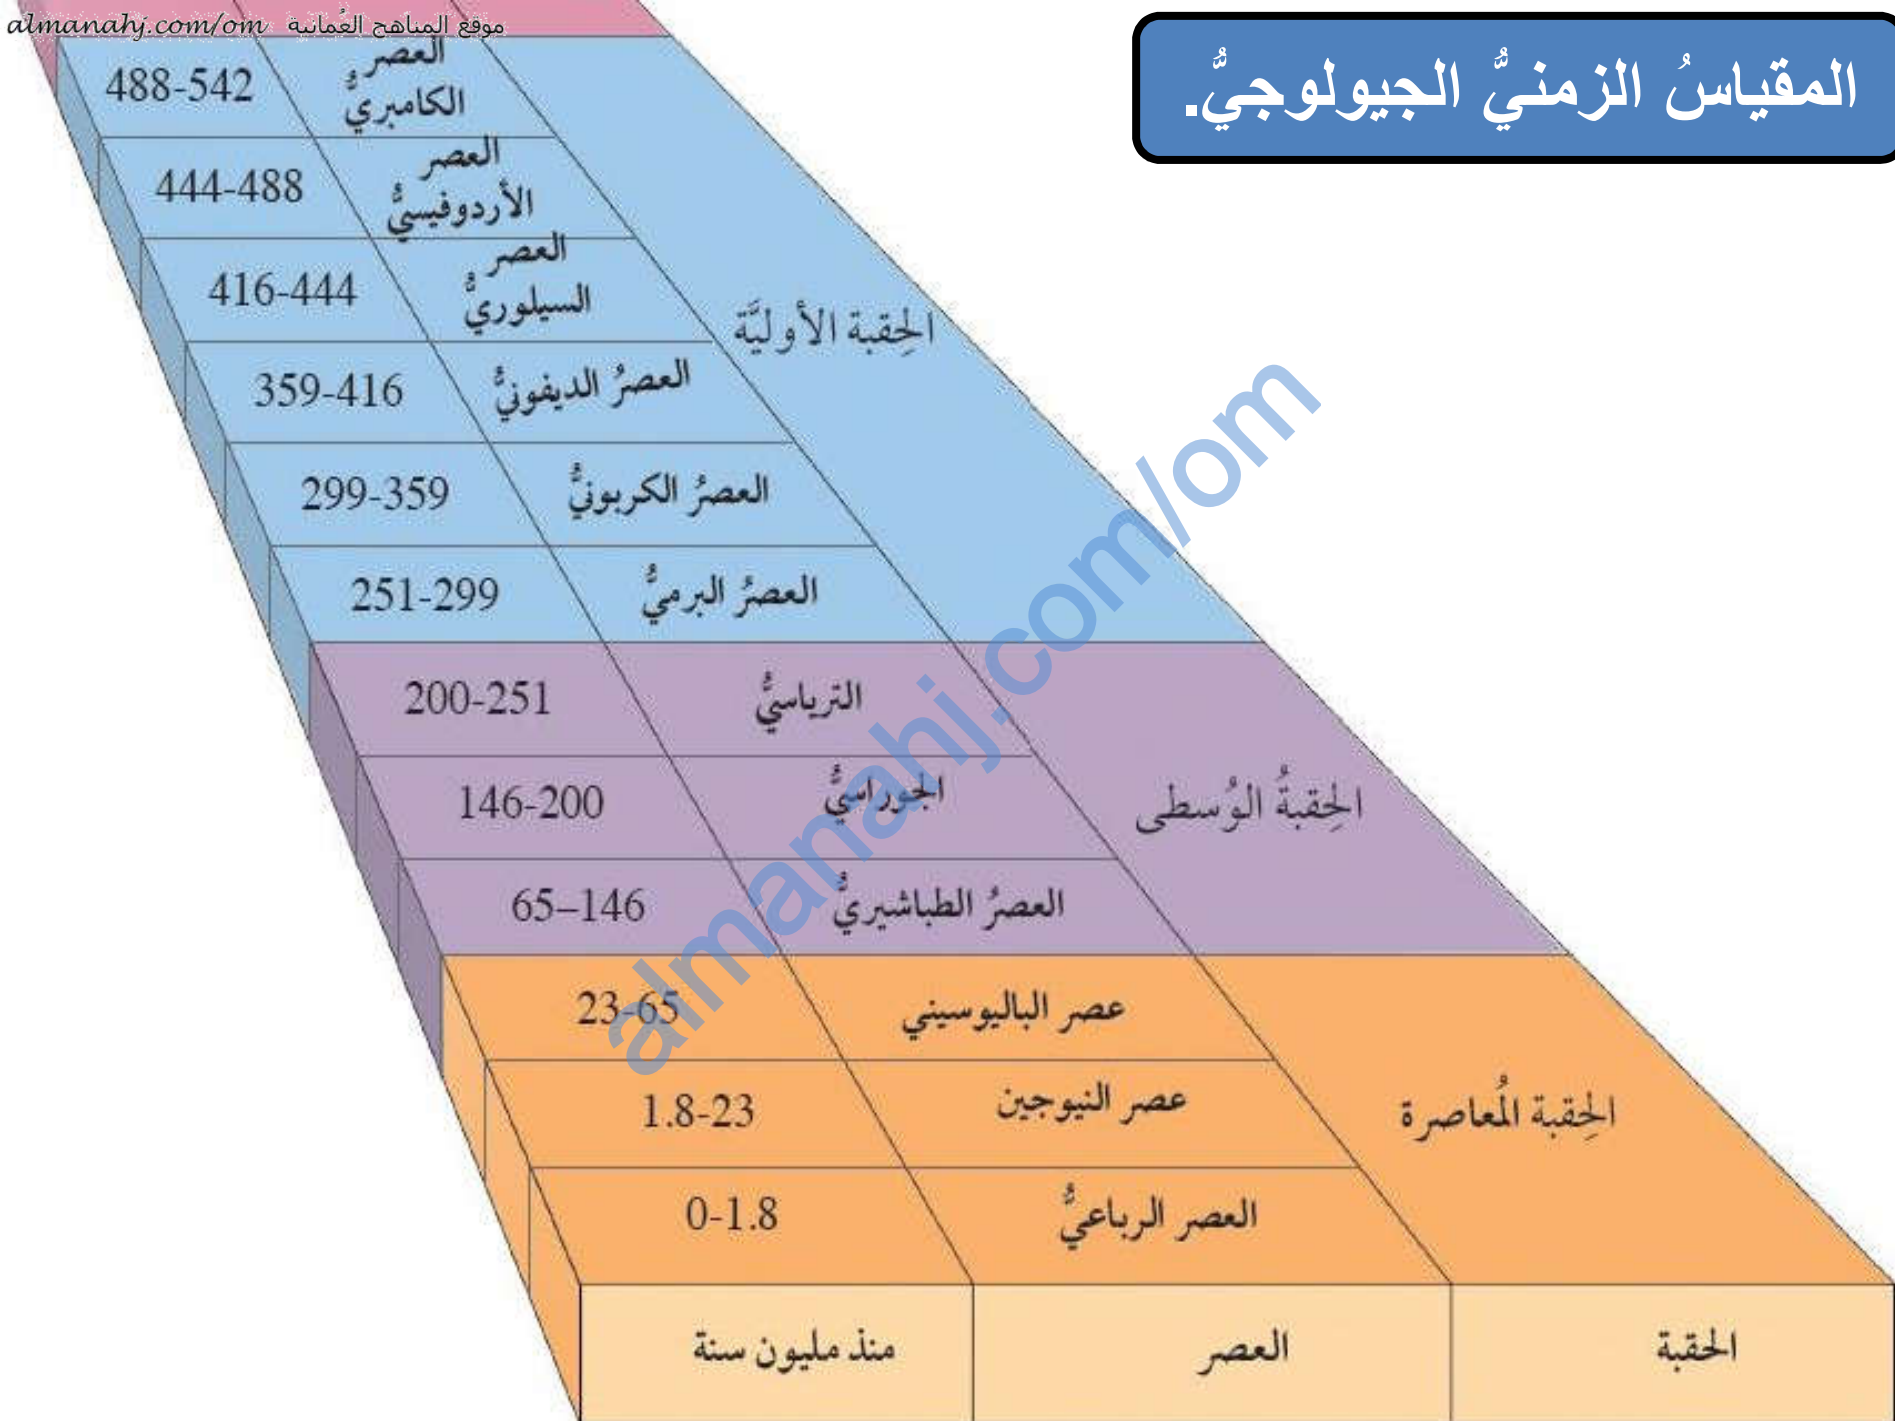 almanahj.com/om موقع المناهج العُمانية
المقياسُ الزمنيُّ الجيولوجيُّ.
العصر
الكامبريُّ
488-542
العصر
الأردوفيسيُّ
444-488
العصر
السيلوريُّ
416-444
الحِقبة الأوليَّة
العصرُ الديفونيُّ
359-416
العصرُ الكربونيُّ
299-359
العصرُ البرميُّ
251-299
الترياسيُّ
200-251
الحِقبةُ الوُسطى
الجوراسيُّ
146-200
العصرُ الطباشيريُّ
65–146
عصر الباليوسيني
23-65
الحِقبة المُعاصرة
عصر النيوجين
1.8-23
العصر الرباعيُّ
0-1.8
الحقبة
العصر
منذ مليون سنة
almanahj.com/om